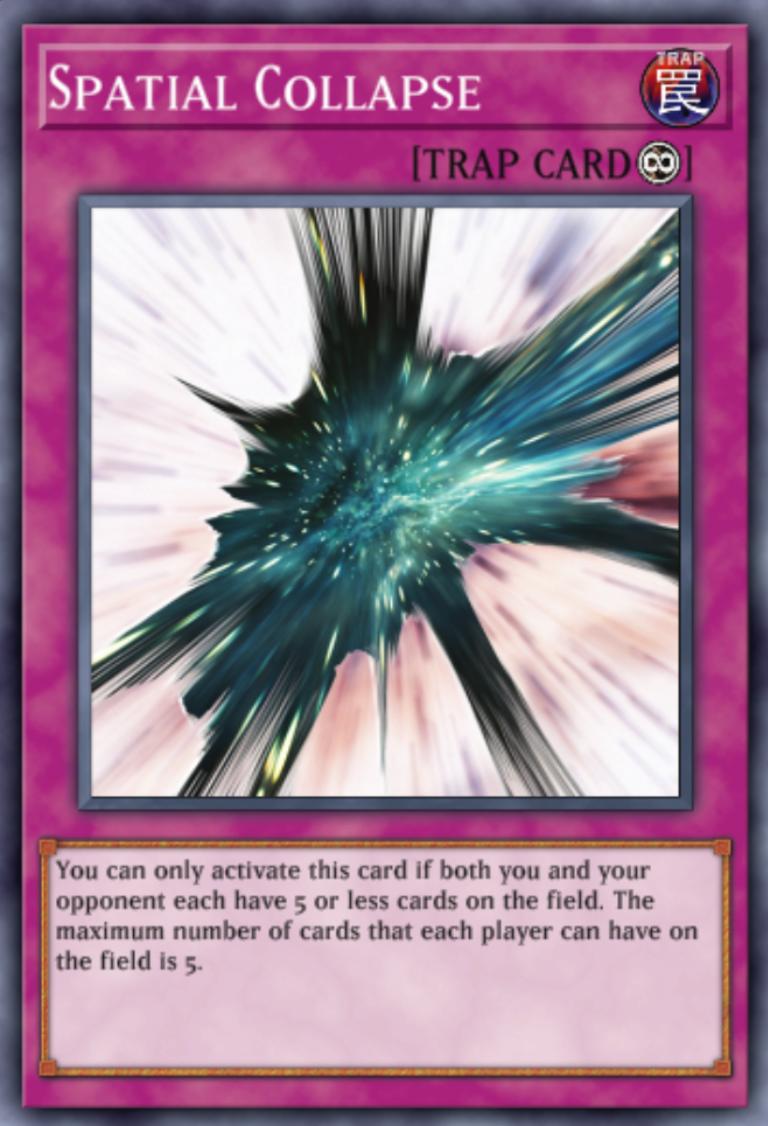 Spatial Collapse
TRAP
罠
[TRAP CARD∞]
You can only activate this card if both you and your
opponent each have 5 or less cards on the field. The
maximum number of cards that each player can have on
the field is 5.